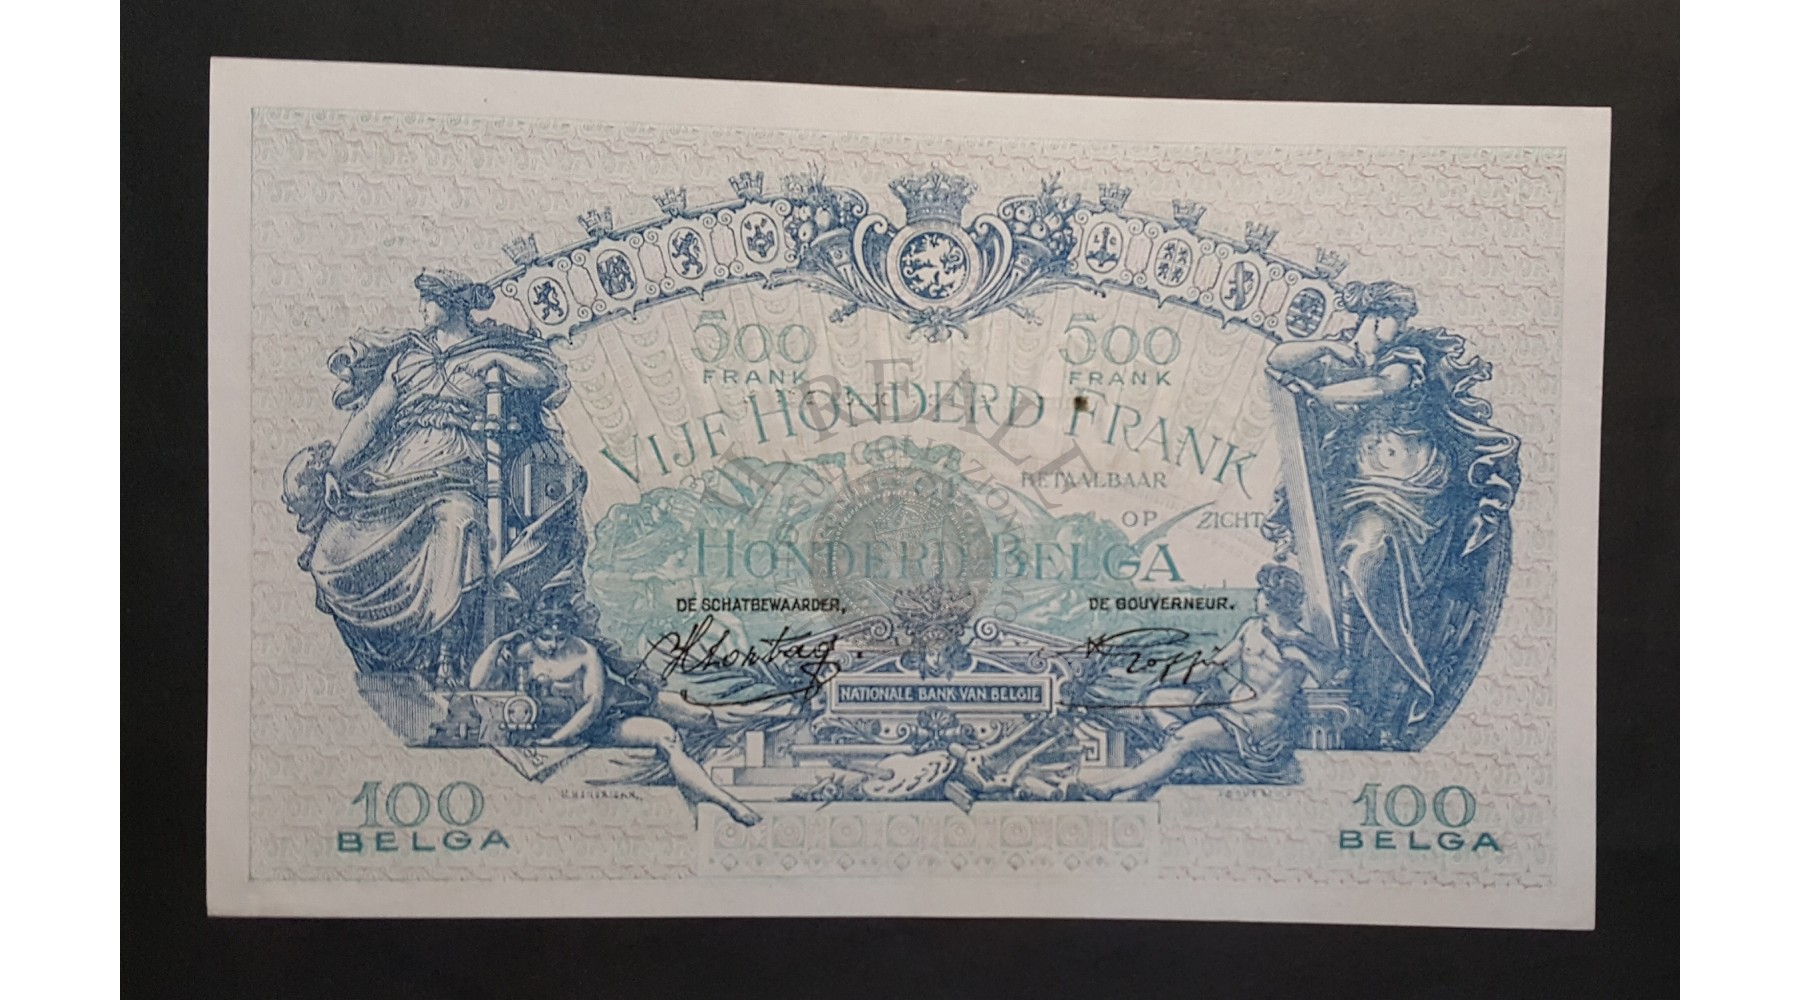 500 500
FRANK FRANK
VIJF HONDERD FRANK
BETAALBAAR
OP ZICHT
HONDERD BELGA
DE SCHATBEWAARDER, DE GOUVERNEUR.
NATIONALE BANK VAN BELGIE
100 100
BELGA BELGA